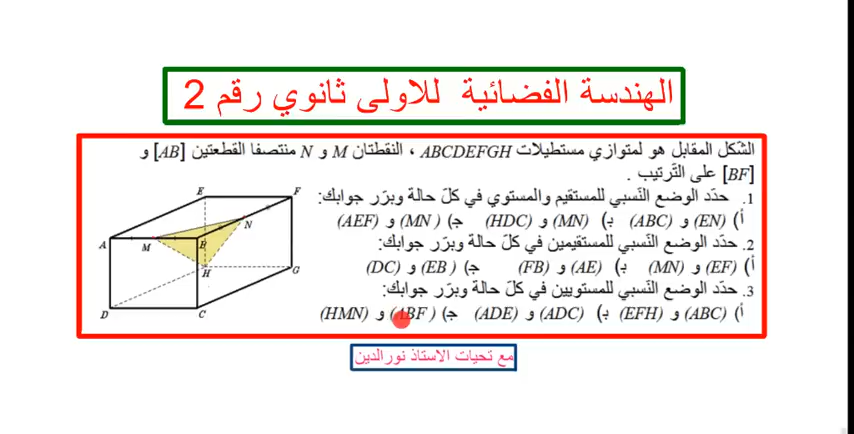 الهندسة الفضائية للاولى ثانوي رقم 2
الشكل المقابل هو لمتوازي مستطيلات ABCDEFGH ، النقطتان M و N منتصفا القطعتين [AB] و
[BF] على الترتيب .
1. حدّد الوضع النّسبي للمستقيم والمستوي في كلّ حالة وبرّر جوابك:
أ) (EN) و (ABC) ب) (MN) و (HDC) ج) (MN) و (AEF)
2. حدّد الوضع النّسبي للمستقيمين في كلّ حالة وبرّر جوابك:
أ) (EF) و (MN) ب) (AE) و (FB) ج) (EB) و (DC)
3. حدّد الوضع النّسبي للمستويين في كلّ حالة وبرّر جوابك:
أ) (ABC) و (EFH) ب) (ADC) و (ADE) ج) (ABF) و (HMN)
E F
N
A M B
H G
D C
مع تحيات الاستاذ نورالدين